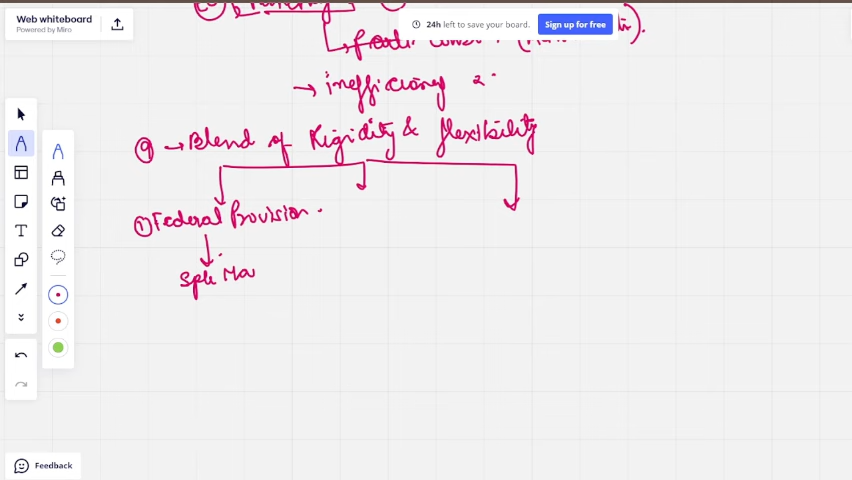 Web whiteboard
Powered by Miro
24h left to save your board.
Sign up for free
→ inefficiency
⑨ → Blend of Rigidity & flexibility
① Federal Provision.
Spl. Ma
Feedback